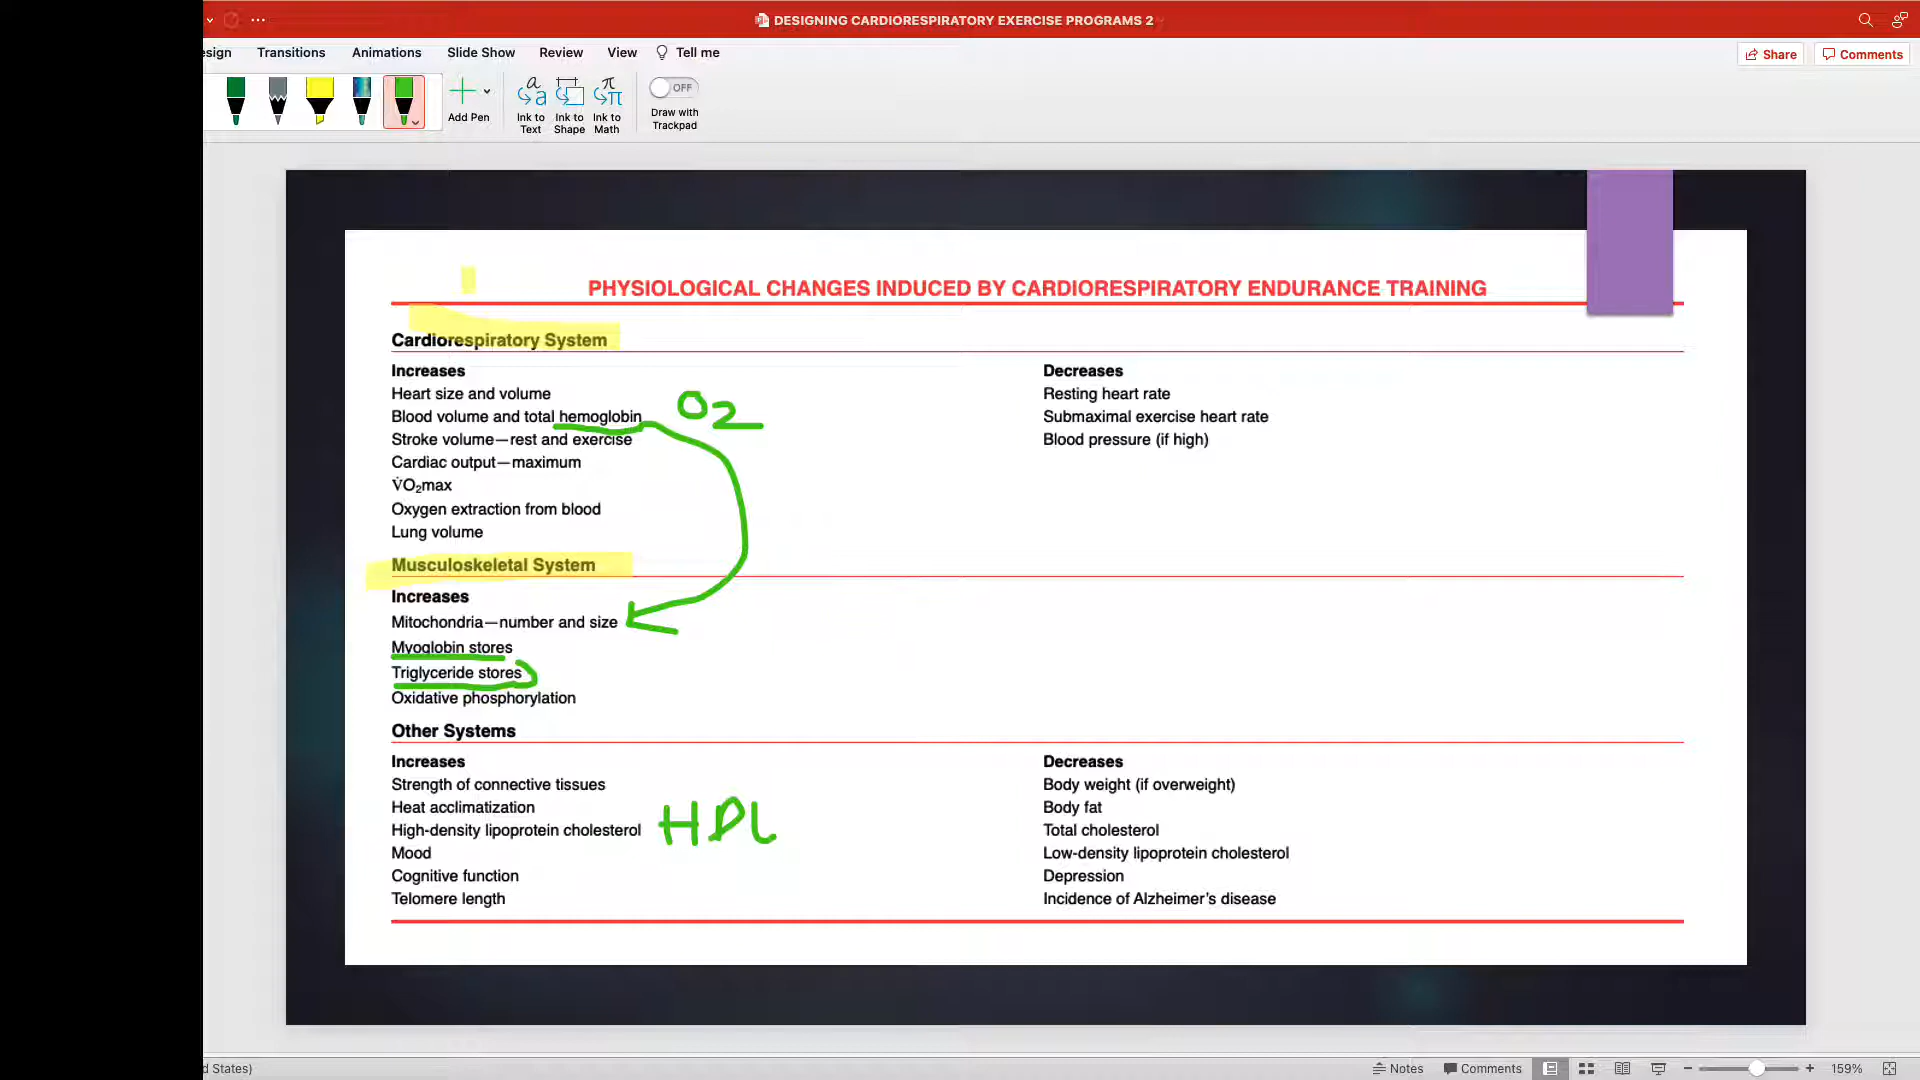 DESIGNING CARDIORESPIRATORY EXERCISE PROGRAMS 2
esign Transitions Animations Slide Show Review View Tell me
Share Comments
Add Pen
Ink to Text
Ink to Shape
Ink to Math
OFF
Draw with Trackpad
PHYSIOLOGICAL CHANGES INDUCED BY CARDIORESPIRATORY ENDURANCE TRAINING
Cardiorespiratory System
Increases
Heart size and volume
Blood volume and total hemoglobin
O2
Stroke volume—rest and exercise
Cardiac output—maximum
V̇O₂max
Oxygen extraction from blood
Lung volume
Decreases
Resting heart rate
Submaximal exercise heart rate
Blood pressure (if high)
Musculoskeletal System
Increases
Mitochondria—number and size
Myoglobin stores
Triglyceride stores
Oxidative phosphorylation
Other Systems
Increases
Strength of connective tissues
Heat acclimatization
High-density lipoprotein cholesterol
HDL
Mood
Cognitive function
Telomere length
Decreases
Body weight (if overweight)
Body fat
Total cholesterol
Low-density lipoprotein cholesterol
Depression
Incidence of Alzheimer's disease
d States)
Notes Comments 159%